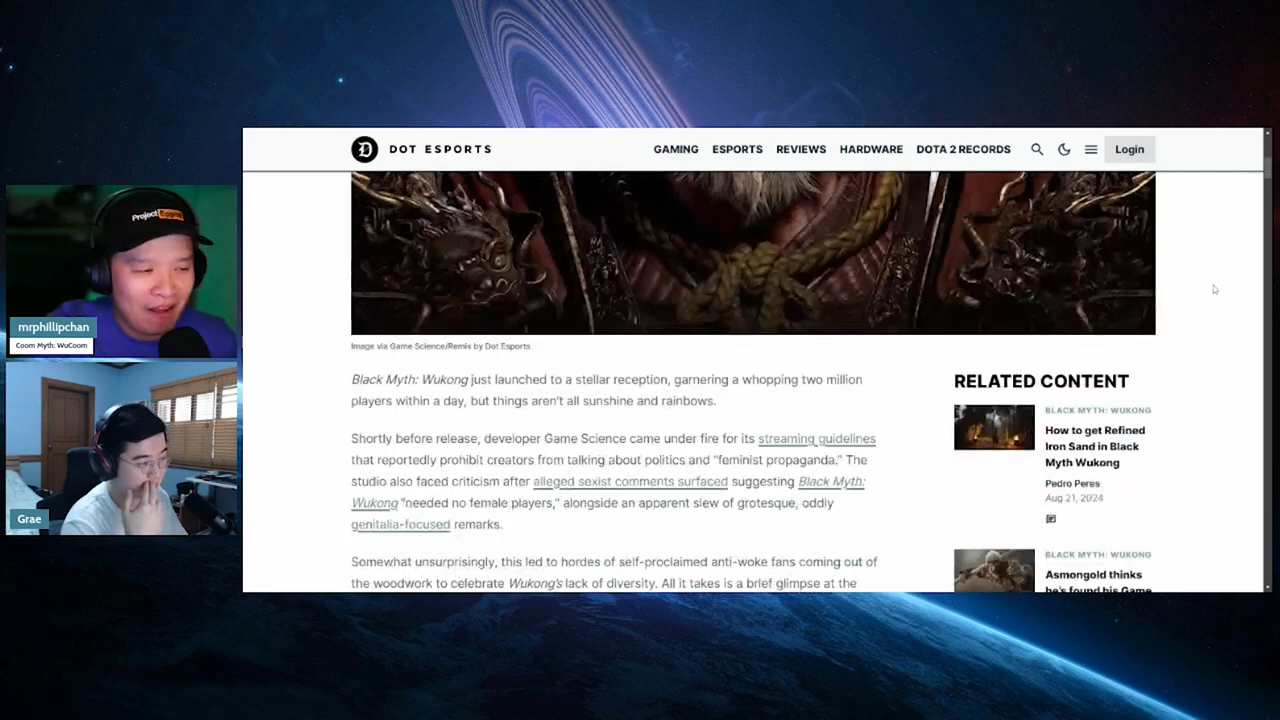 DOT ESPORTS
GAMING ESPORTS REVIEWS HARDWARE DOTA 2 RECORDS Login
Project Egg
mrphillipchan
Coom Myth: WuCoom
Grae
Image via Game Science/Remix by Dot Esports
Black Myth: Wukong just launched to a stellar reception, garnering a whopping two million
players within a day, but things aren't all sunshine and rainbows.
Shortly before release, developer Game Science came under fire for its streaming guidelines
that reportedly prohibit creators from talking about politics and "feminist propaganda." The
studio also faced criticism after alleged sexist comments surfaced suggesting Black Myth:
Wukong "needed no female players," alongside an apparent slew of grotesque, oddly
genitalia-focused remarks.
Somewhat unsurprisingly, this led to hordes of self-proclaimed anti-woke fans coming out of
the woodwork to celebrate Wukong's lack of diversity. All it takes is a brief glimpse at the
RELATED CONTENT
BLACK MYTH: WUKONG
How to get Refined
Iron Sand in Black
Myth Wukong
Pedro Peres
Aug 21, 2024
BLACK MYTH: WUKONG
Asmongold thinks
he's found his Game